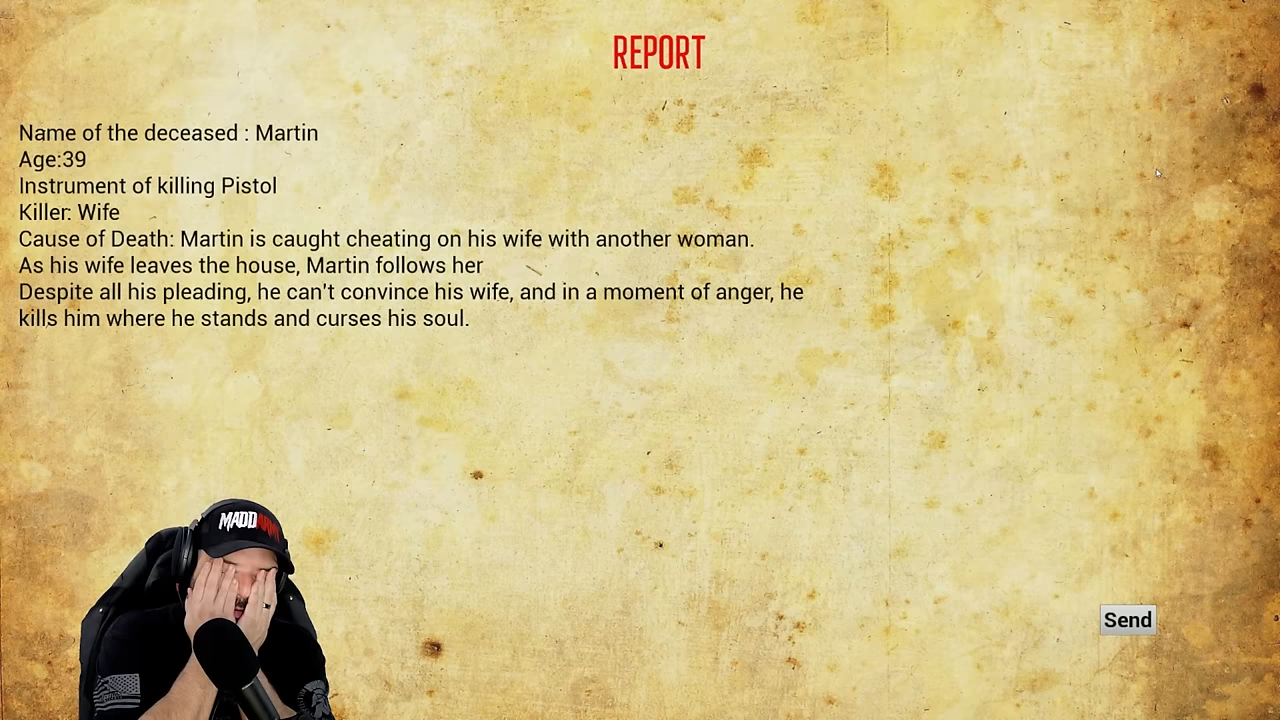 REPORT
Name of the deceased : Martin
Age:39
Instrument of killing Pistol
Killer: Wife
Cause of Death: Martin is caught cheating on his wife with another woman.
As his wife leaves the house, Martin follows her
Despite all his pleading, he can't convince his wife, and in a moment of anger, he
kills him where he stands and curses his soul.
MADD
Send